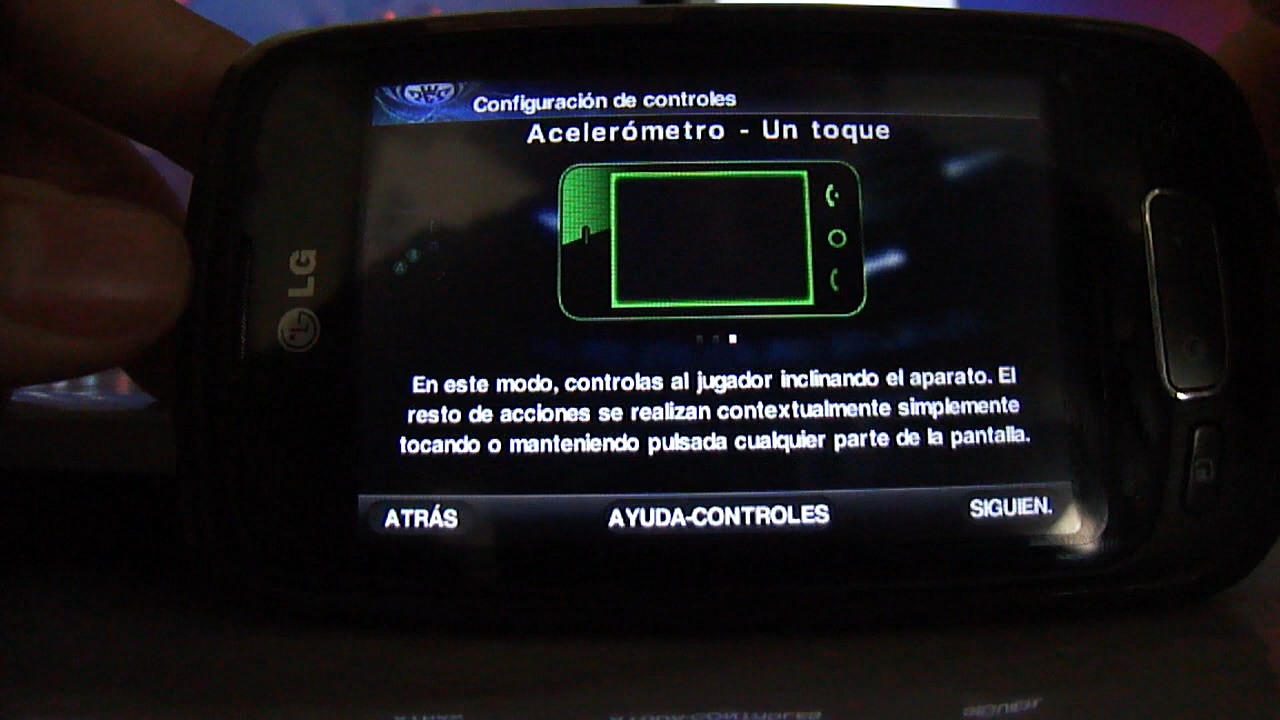 PES
Configuración de controles
Acelerómetro - Un toque
LG
En este modo, controlas al jugador inclinando el aparato. El
resto de acciones se realizan contextualmente simplemente
tocando o manteniendo pulsada cualquier parte de la pantalla.
ATRÁS
AYUDA-CONTROLES
SIGUIEN.